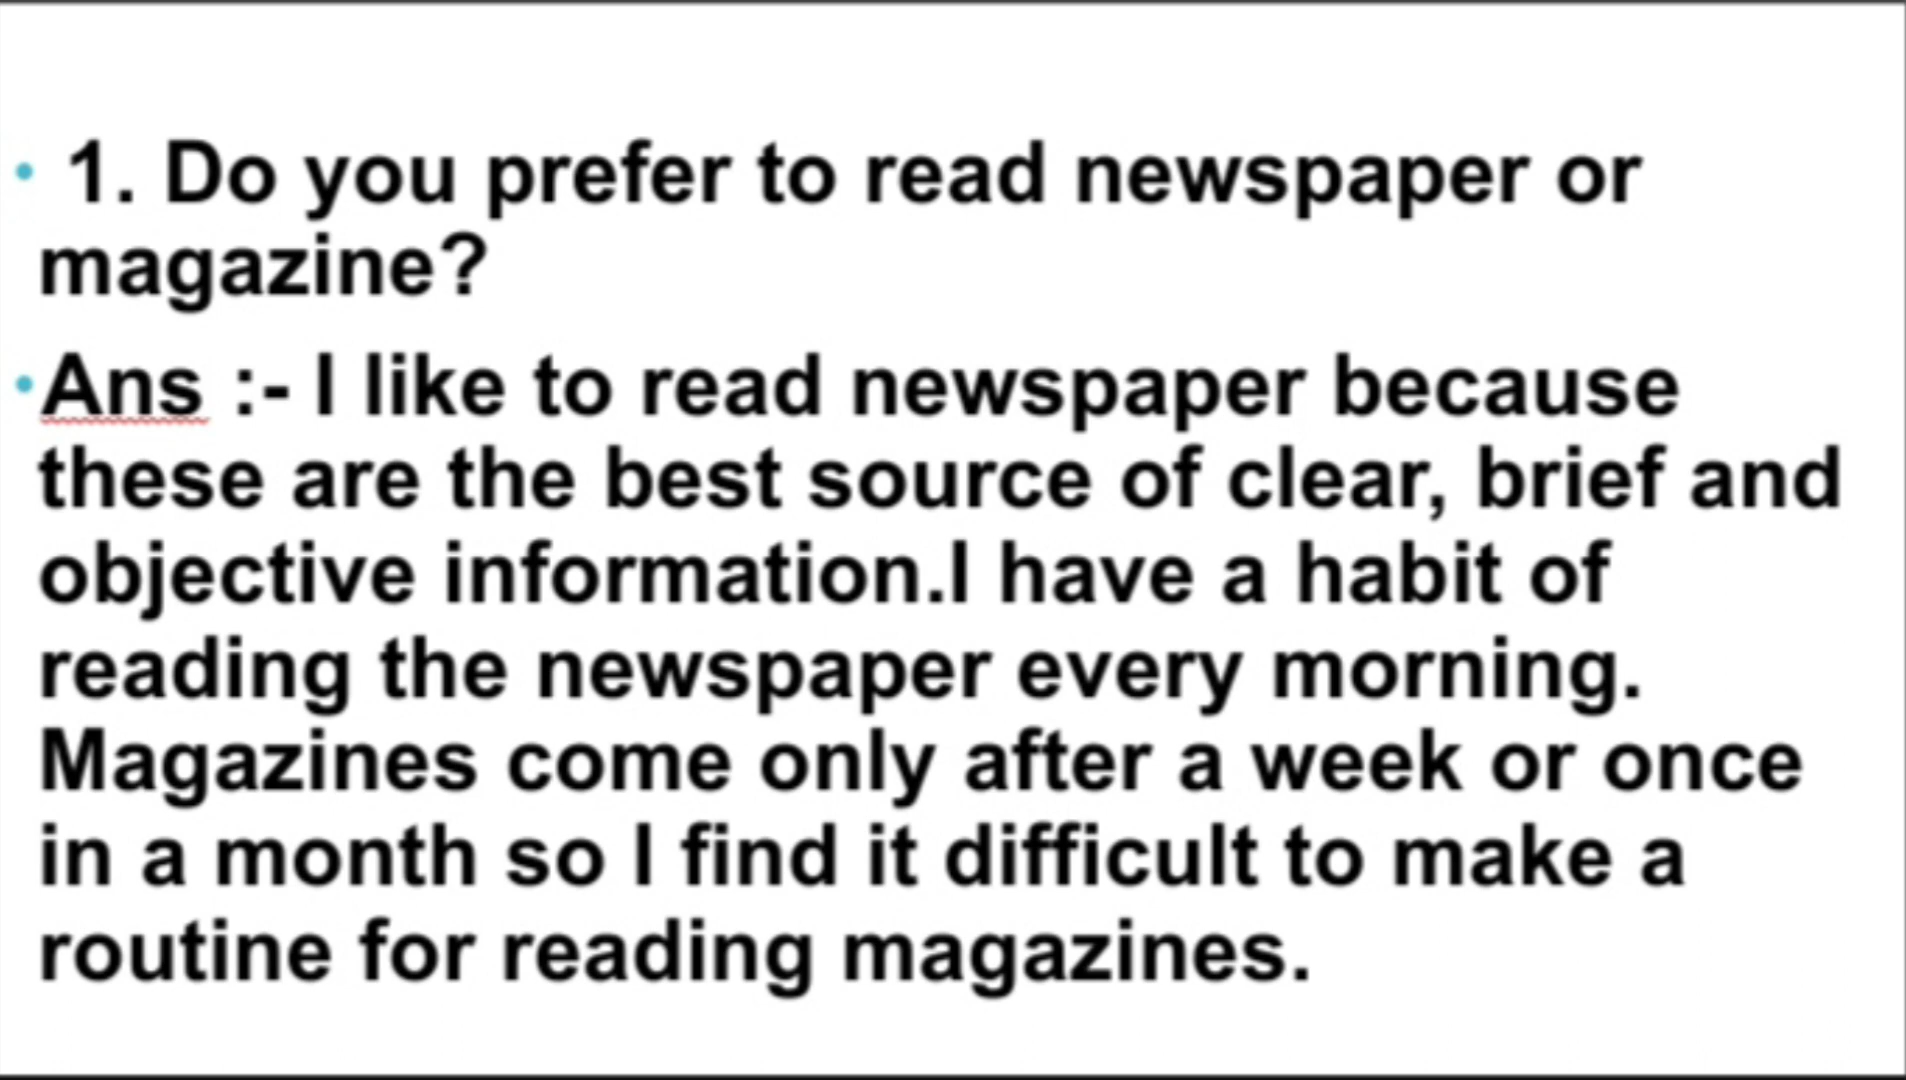 • 1. Do you prefer to read newspaper or
magazine?
• Ans :- I like to read newspaper because
these are the best source of clear, brief and
objective information.I have a habit of
reading the newspaper every morning.
Magazines come only after a week or once
in a month so I find it difficult to make a
routine for reading magazines.